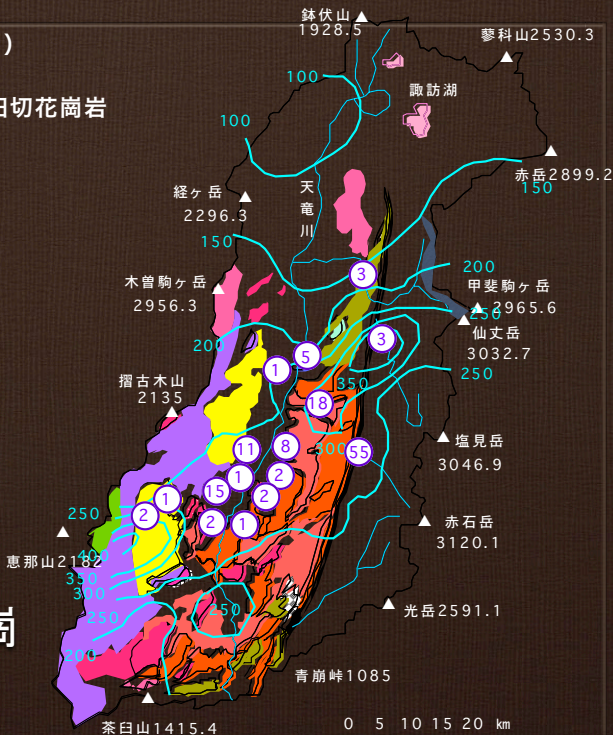 鉢伏山
1928.5
蓼科山2530.3
)
100
諏訪湖
田切花崗岩
100
赤岳2899.2
150
天竜川
経ヶ岳
2296.3
150
200
木曽駒ヶ岳
2956.3
3
甲斐駒ヶ岳
2965.6
250
仙丈岳
3032.7
200
3
5
1
250
350
摺古木山
2135
18
300
55
塩見岳
3046.9
11
8
1
2
15
2
1
2
2
1
250
赤石岳
3120.1
400
恵那山2182
350
300
250
250
光岳2591.1
崗
200
青崩峠1085
茶臼山1415.4
0 5 10 15 20 km